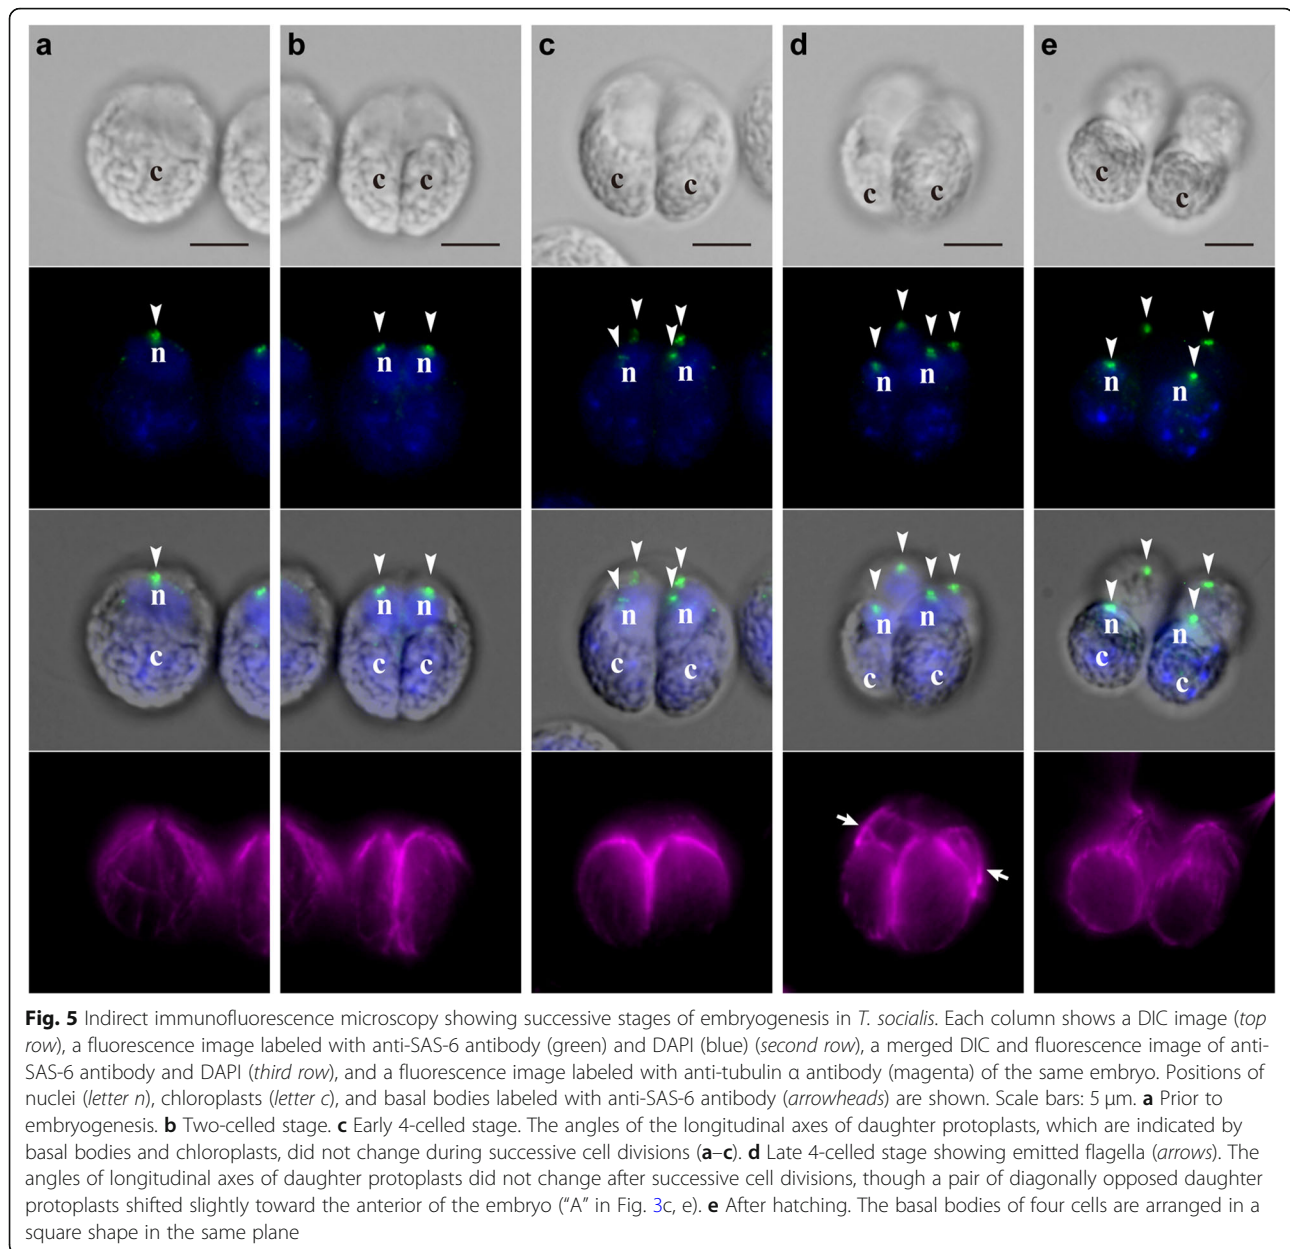 a
b
c
d
e
c
c c
c c
c c
c c
n
n n
n n
n n
n n
n
n n
n n
n n
n n
c
c c
c c
c c
c c
Fig. 5 Indirect immunofluorescence microscopy showing successive stages of embryogenesis in T. socialis. Each column shows a DIC image (top
row), a fluorescence image labeled with anti-SAS-6 antibody (green) and DAPI (blue) (second row), a merged DIC and fluorescence image of anti-
SAS-6 antibody and DAPI (third row), and a fluorescence image labeled with anti-tubulin α antibody (magenta) of the same embryo. Positions of
nuclei (letter n), chloroplasts (letter c), and basal bodies labeled with anti-SAS-6 antibody (arrowheads) are shown. Scale bars: 5 μm. a Prior to
embryogenesis. b Two-celled stage. c Early 4-celled stage. The angles of the longitudinal axes of daughter protoplasts, which are indicated by
basal bodies and chloroplasts, did not change during successive cell divisions (a–c). d Late 4-celled stage showing emitted flagella (arrows). The
angles of longitudinal axes of daughter protoplasts did not change after successive cell divisions, though a pair of diagonally opposed daughter
protoplasts shifted slightly toward the anterior of the embryo (“A” in Fig. 3c, e). e After hatching. The basal bodies of four cells are arranged in a
square shape in the same plane